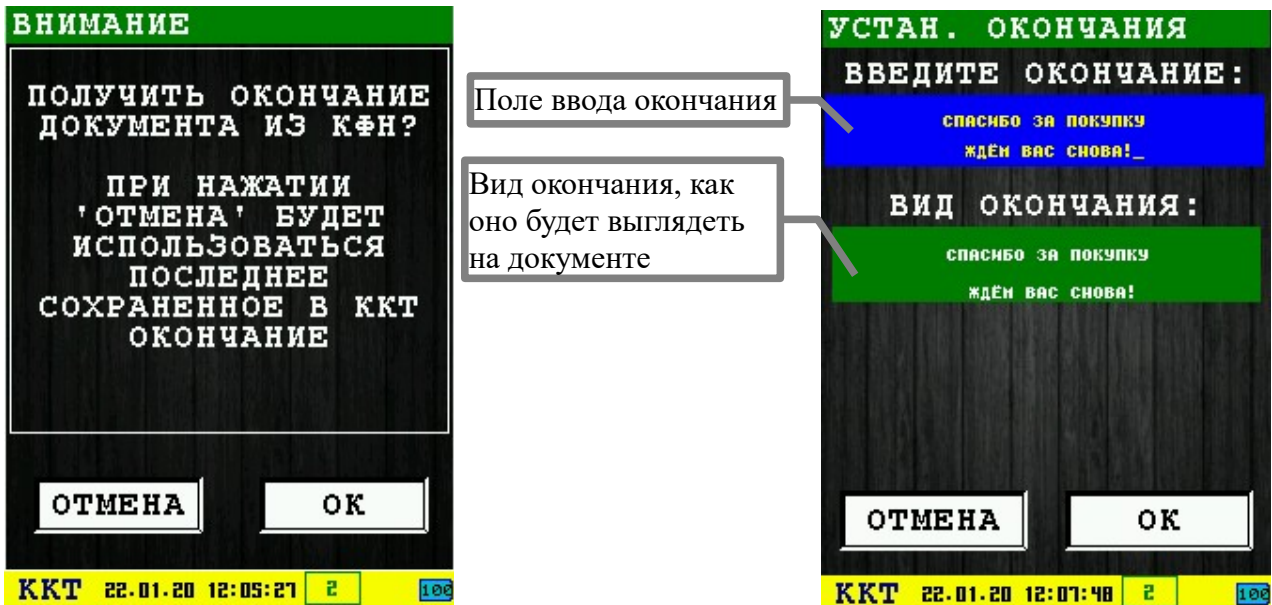 ВНИМАНИЕ
ПОЛУЧИТЬ ОКОНЧАНИЕ
ДОКУМЕНТА ИЗ КФН?
ПРИ НАЖАТИИ
'ОТМЕНА' БУДЕТ
ИСПОЛЬЗОВАТЬСЯ
ПОСЛЕДНЕЕ
СОХРАНЕННОЕ В ККТ
ОКОНЧАНИЕ
ОТМЕНА
ОК
ККТ 22.01.20 12:05:27 2 100
Поле ввода окончания
Вид окончания, как
оно будет выглядеть
на документе
УСТАН. ОКОНЧАНИЯ
ВВЕДИТЕ ОКОНЧАНИЕ:
СПАСИБО ЗА ПОКУПКУ
ЖДЁМ ВАС СНОВА!_
ВИД ОКОНЧАНИЯ:
СПАСИБО ЗА ПОКУПКУ
ЖДЁМ ВАС СНОВА!
ОТМЕНА
ОК
ККТ 22.01.20 12:07:48 2 100